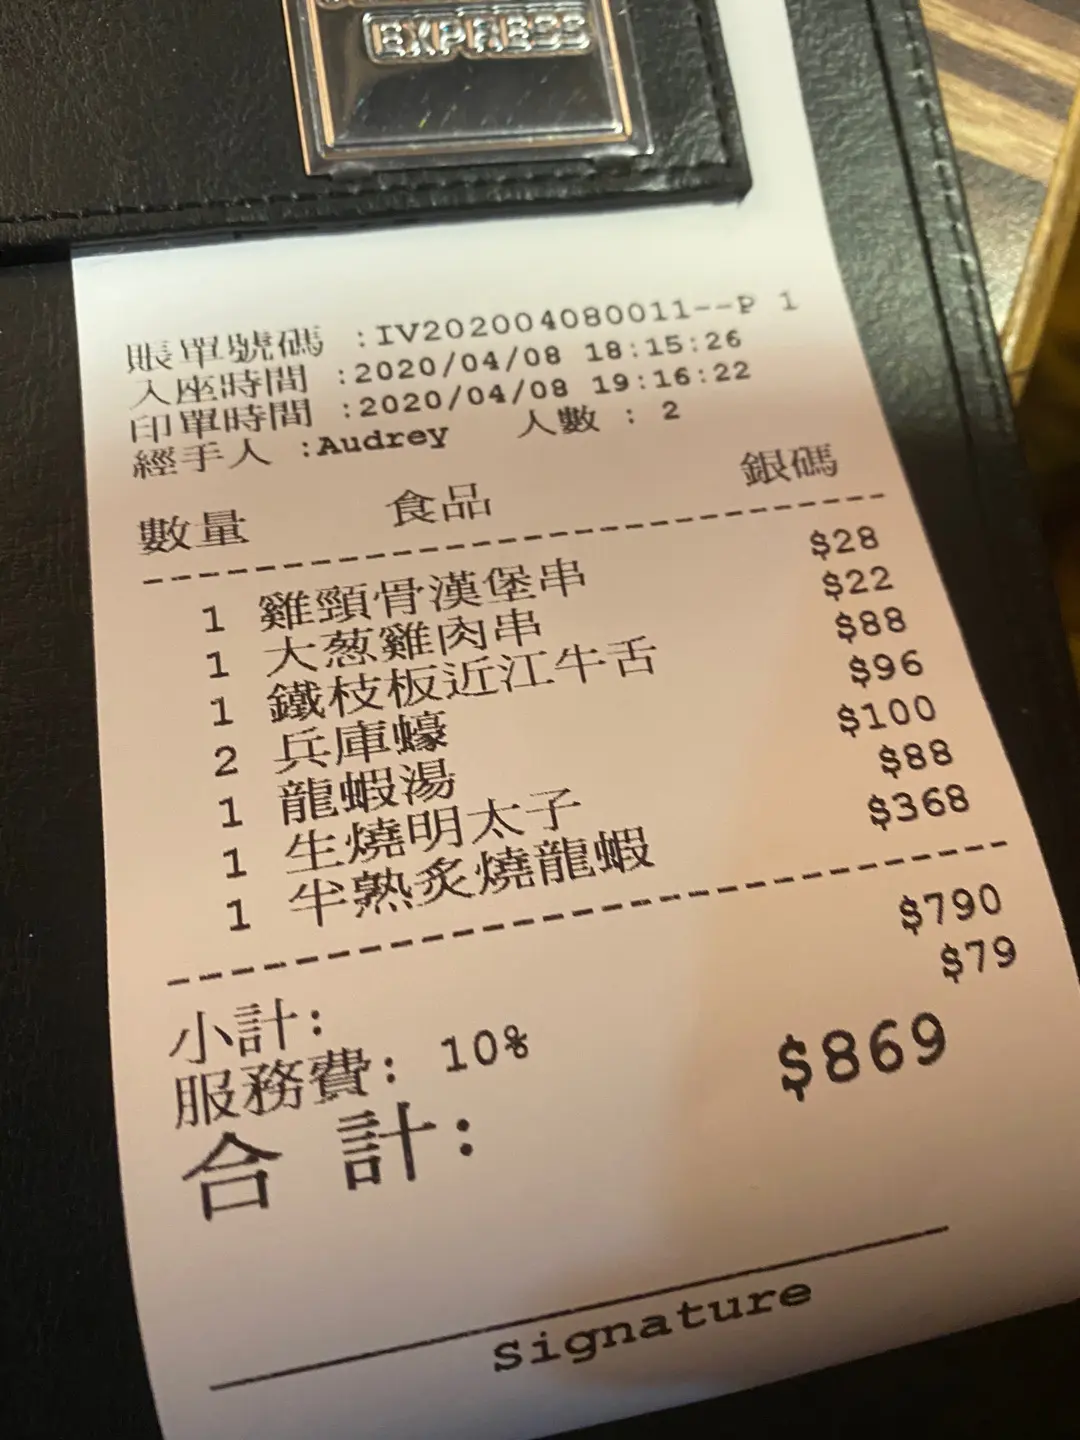 EXPRESS
賬單號碼 :IV202004080011--P 1
入座時間 :2020/04/08 18:15:26
印單時間 :2020/04/08 19:16:22
經手人 :Audrey 人數 : 2
數量 食品 銀碼
1 雞頸骨漢堡串 $28
1 大葱雞肉串 $22
1 鐵枝板近江牛舌 $88
2 兵庫蠔 $96
1 龍蝦湯 $100
1 生燒明太子 $88
1 半熟炙燒龍蝦 $368
小計: $790
服務費: 10% $79
合 計: $869
Signature